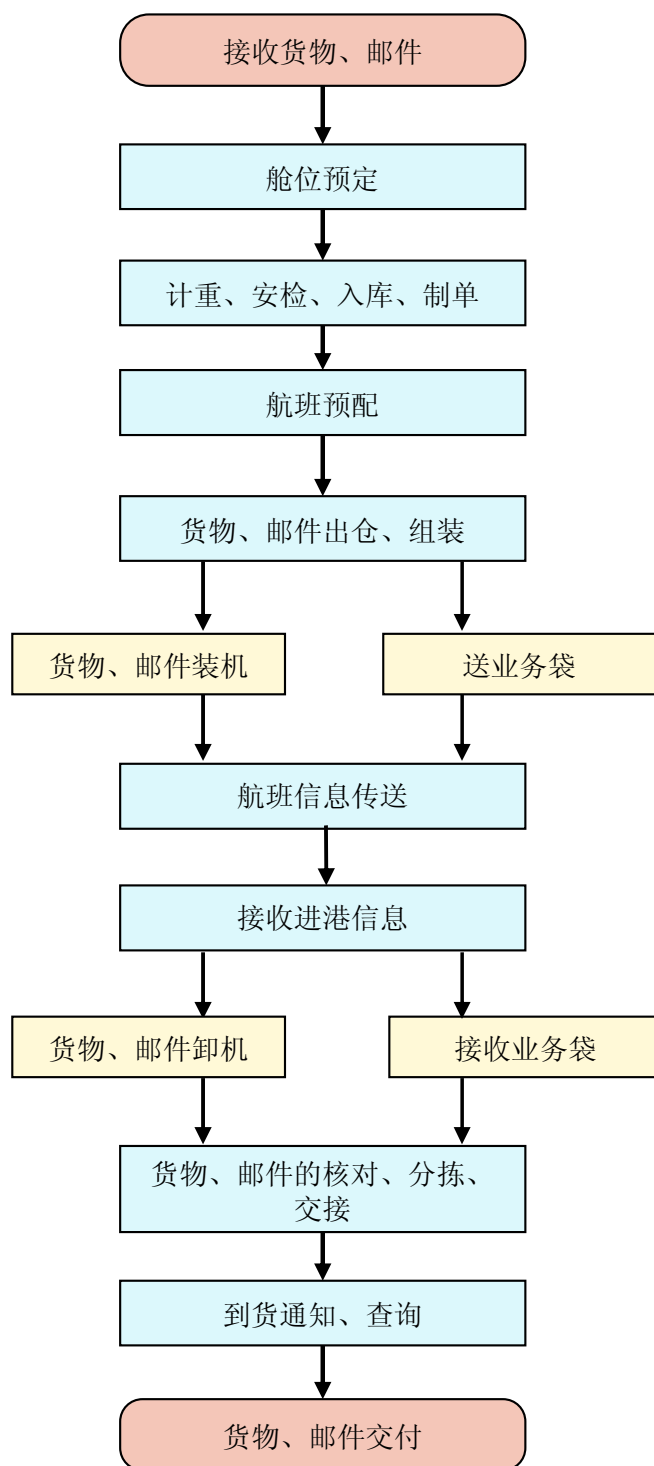 接收货物、邮件
舱位预定
计重、安检、入库、制单
航班预配
货物、邮件出仓、组装
货物、邮件装机
送业务袋
航班信息传送
接收进港信息
货物、邮件卸机
接收业务袋
货物、邮件的核对、分拣、
交接
到货通知、查询
货物、邮件交付